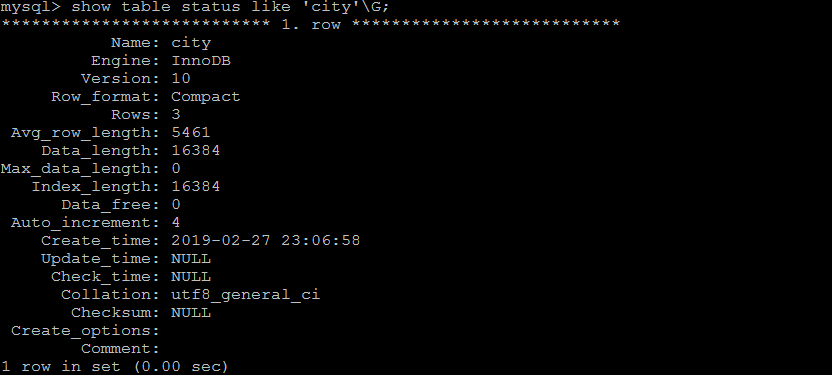 mysql> show table status like 'city'\G;
*************************** 1. row ***************************
Name: city
Engine: InnoDB
Version: 10
Row_format: Compact
Rows: 3
Avg_row_length: 5461
Data_length: 16384
Max_data_length: 0
Index_length: 16384
Data_free: 0
Auto_increment: 4
Create_time: 2019-02-27 23:06:58
Update_time: NULL
Check_time: NULL
Collation: utf8_general_ci
Checksum: NULL
Create_options:
Comment:
1 row in set (0.00 sec)